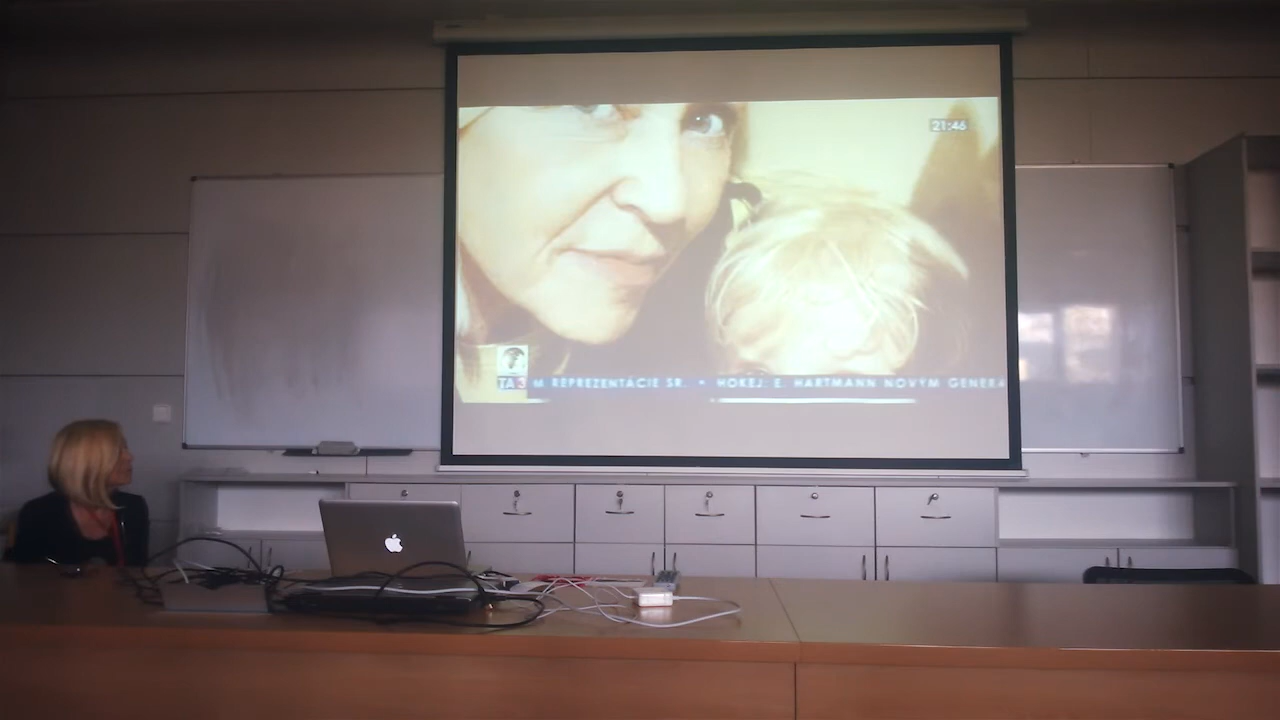 21:46
TA3 M REPREZENTÁCIE SR. • HOKEJ: E. HARTMANN NOVÝM GENERÁ